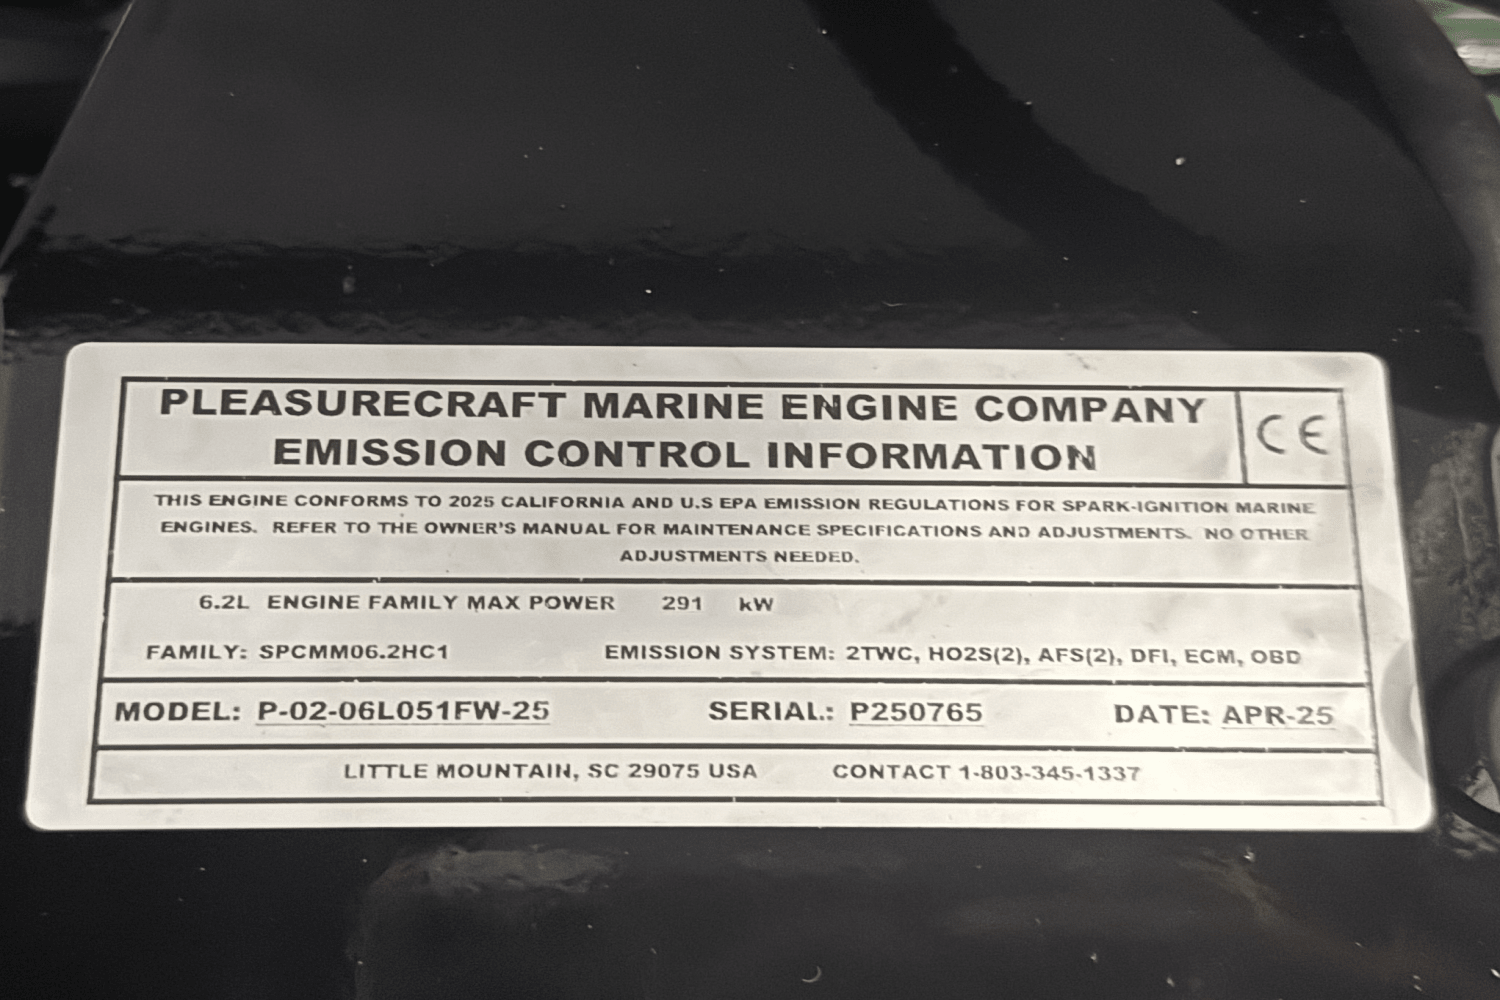 PLEASURECRAFT MARINE ENGINE COMPANY
EMISSION CONTROL INFORMATION
CE
THIS ENGINE CONFORMS TO 2025 CALIFORNIA AND U.S EPA EMISSION REGULATIONS FOR SPARK-IGNITION MARINE
ENGINES. REFER TO THE OWNER'S MANUAL FOR MAINTENANCE SPECIFICATIONS AND ADJUSTMENTS. NO OTHER
ADJUSTMENTS NEEDED.
6.2L ENGINE FAMILY MAX POWER 291 kW
FAMILY: SPCMM06.2HC1 EMISSION SYSTEM: 2TWC, HO2S(2), AFS(2), DFI, ECM, OBD
MODEL: P-02-06L051FW-25 SERIAL: P250765 DATE: APR-25
LITTLE MOUNTAIN, SC 29075 USA CONTACT 1-803-345-1337